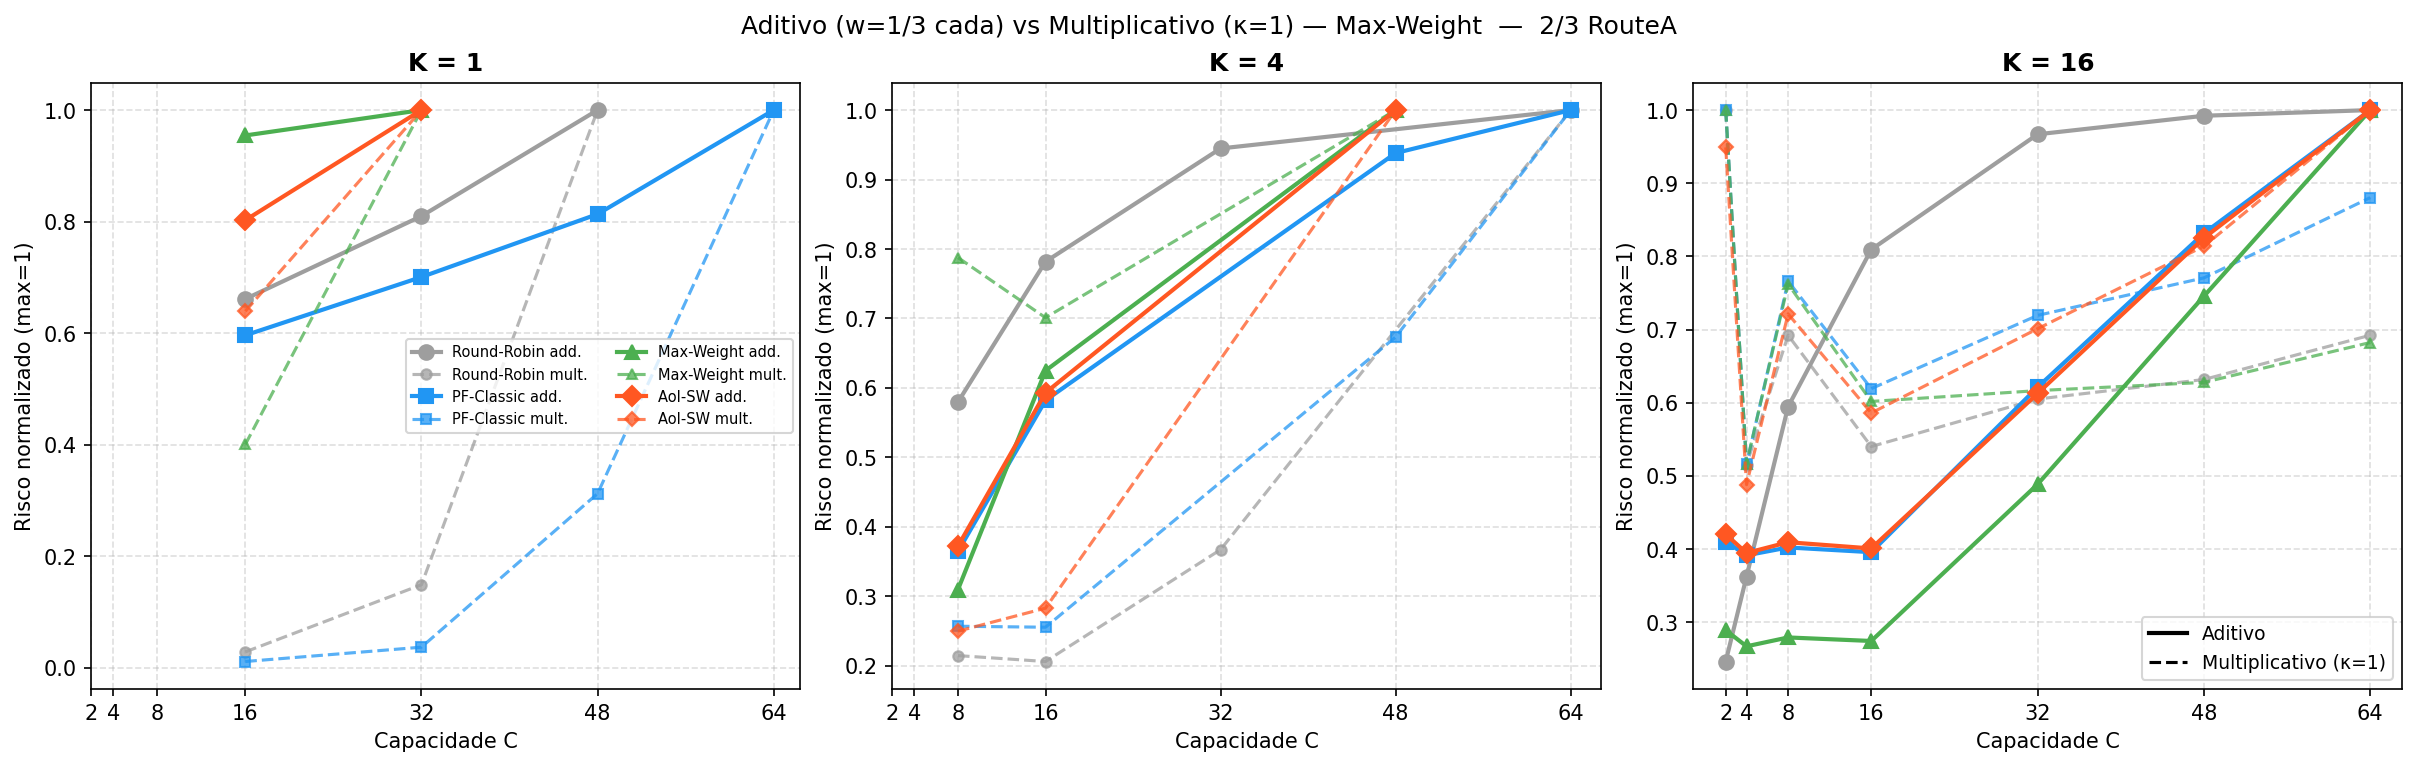 Aditivo (w=1/3 cada) vs Multiplicativo (κ=1) — Max-Weight — 2/3 RouteA
K = 1
Risco normalizado (max=1)
1.0
0.8
0.6
0.4
0.2
0.0
Round-Robin add.
Round-Robin mult.
PF-Classic add.
PF-Classic mult.
Max-Weight add.
Max-Weight mult.
AoI-SW add.
AoI-SW mult.
2 4 8 16 32 48 64
Capacidade C
K = 4
Risco normalizado (max=1)
1.0
0.9
0.8
0.7
0.6
0.5
0.4
0.3
0.2
2 4 8 16 32 48 64
Capacidade C
K = 16
Risco normalizado (max=1)
1.0
0.9
0.8
0.7
0.6
0.5
0.4
0.3
Aditivo
Multiplicativo (κ=1)
2 4 8 16 32 48 64
Capacidade C